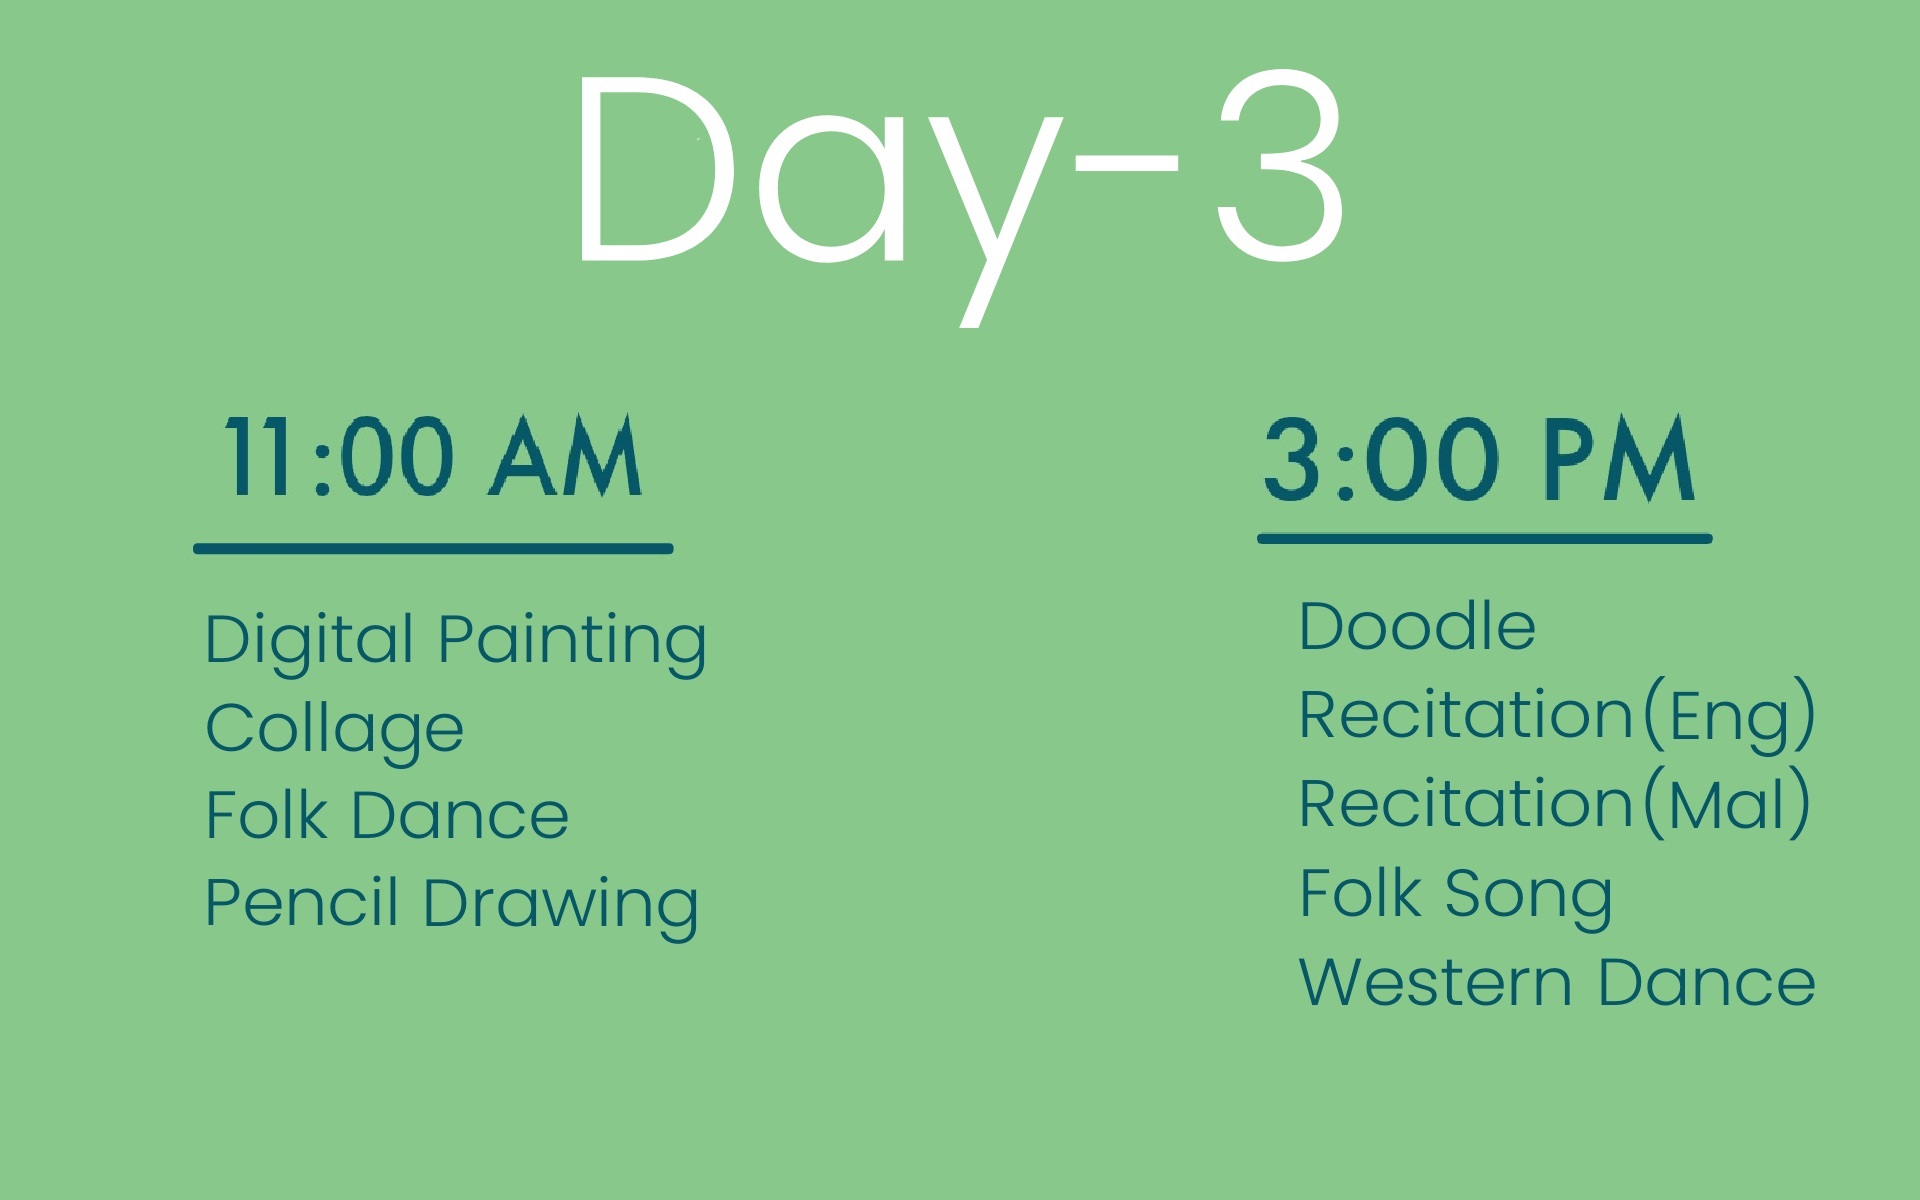 Day-3
11:00 AM
Digital Painting
Collage
Folk Dance
Pencil Drawing
3:00 PM
Doodle
Recitation(Eng)
Recitation(Mal)
Folk Song
Western Dance